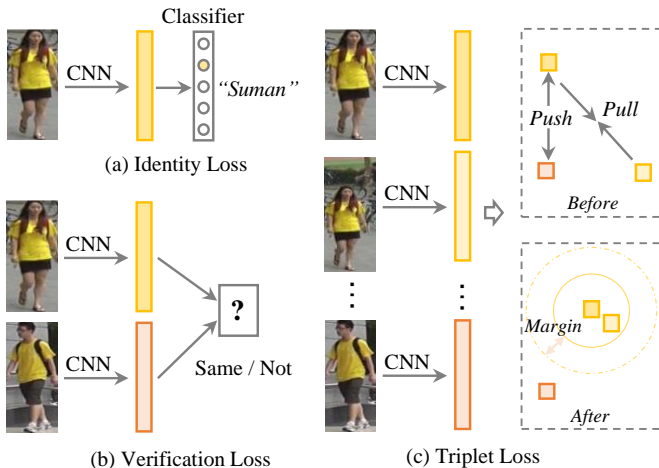 Classifier
CNN
“Suman”
(a) Identity Loss
CNN
CNN
?
Same / Not
(b) Verification Loss
CNN
CNN
⋮
⋮
CNN
Push
Pull
Before
Margin
After
(c) Triplet Loss